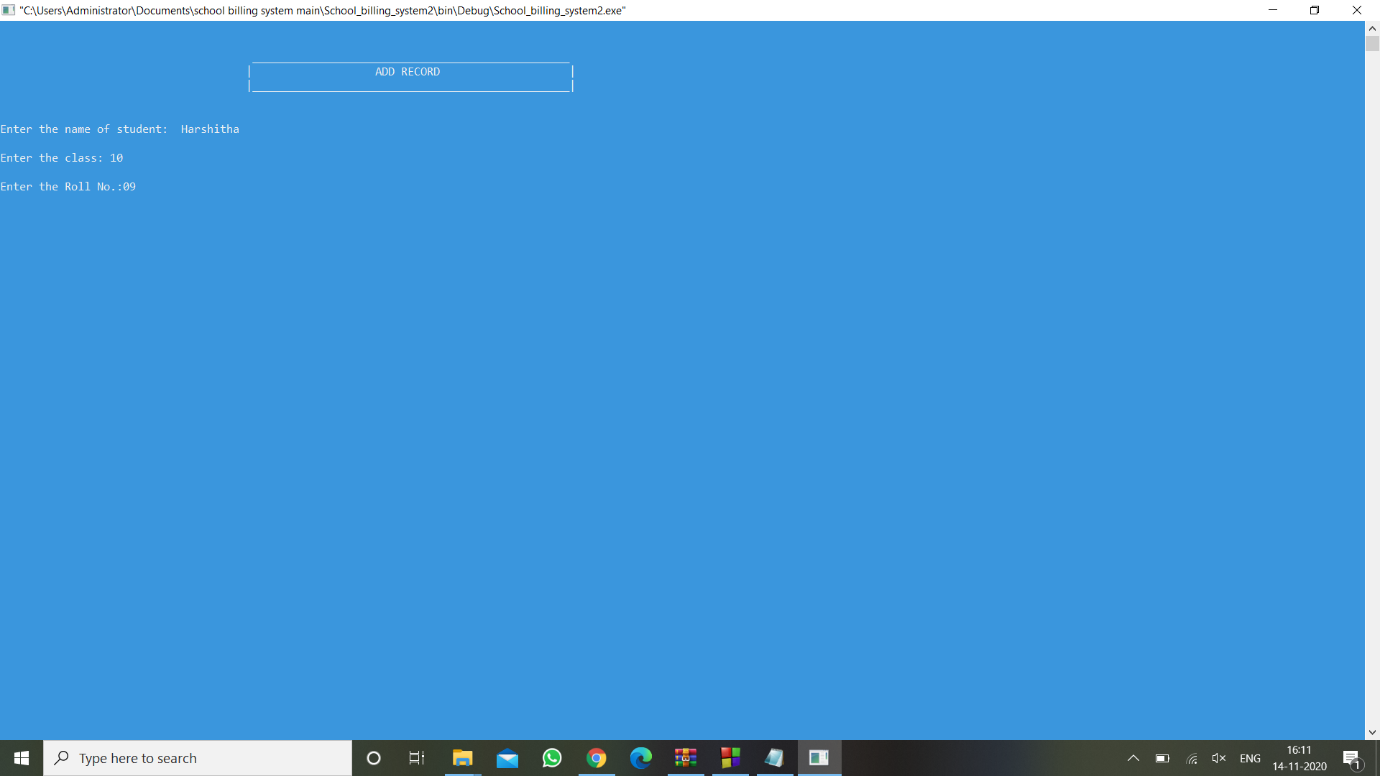 "C:\Users\Administrator\Documents\school billing system main\School_billing_system2\bin\Debug\School_billing_system2.exe"
ADD RECORD
Enter the name of student:  Harshitha
Enter the class: 10
Enter the Roll No.:09
Type here to search
ENG
16:11
14-11-2020
1